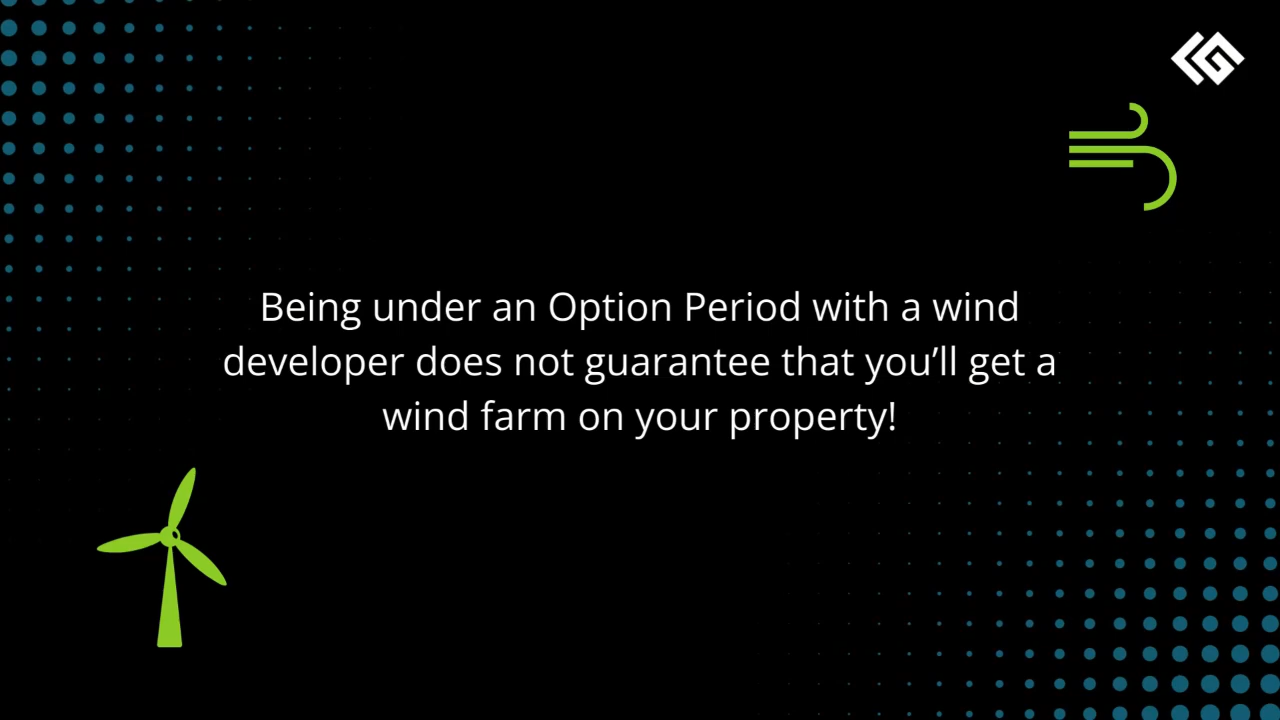 Being under an Option Period with a wind
developer does not guarantee that you’ll get a
wind farm on your property!